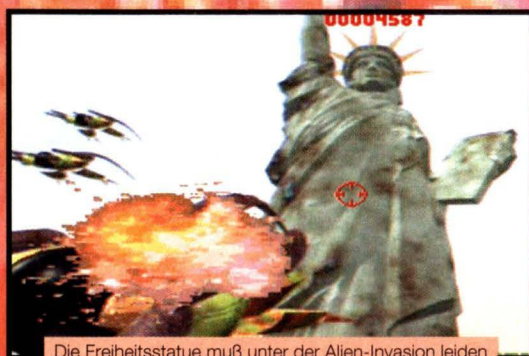 00004587
Die Freiheitsstatue muß unter der Alien-Invasion leiden